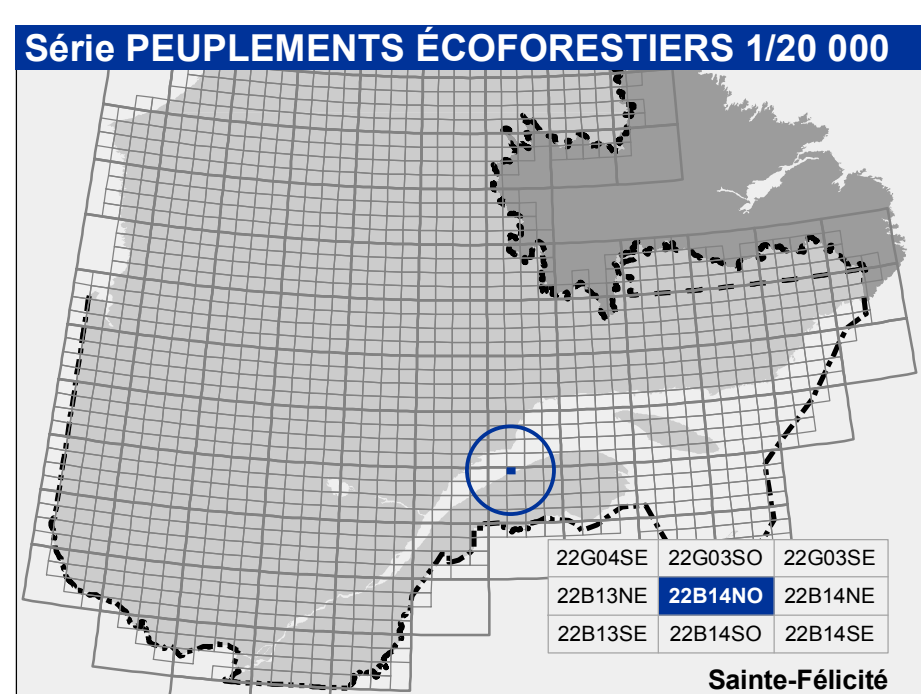 Série PEUPLEMENTS ÉCOFORESTIERS 1/20 000
22G04SE 22G03SO 22G03SE
22B13NE 22B14NO 22B14NE
22B13SE 22B14SO 22B14SE
Sainte-Félicité